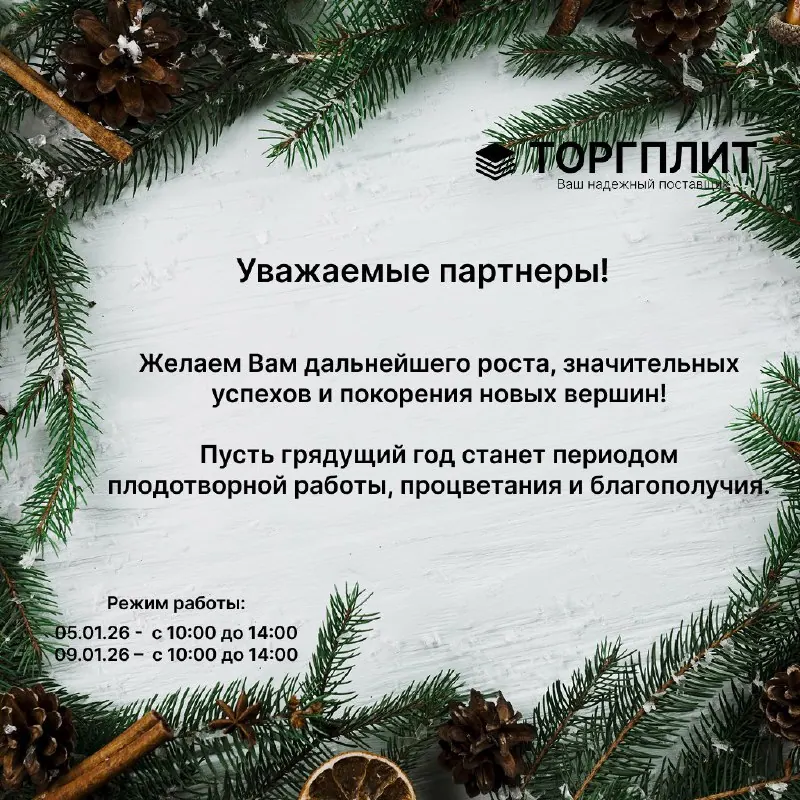 ТОРГПЛИТ
Ваш надежный поставщик
Уважаемые партнеры!
Желаем Вам дальнейшего роста, значительных
успехов и покорения новых вершин!
Пусть грядущий год станет периодом
плодотворной работы, процветания и благополучия.
Режим работы:
05.01.26 - с 10:00 до 14:00
09.01.26 – с 10:00 до 14:00